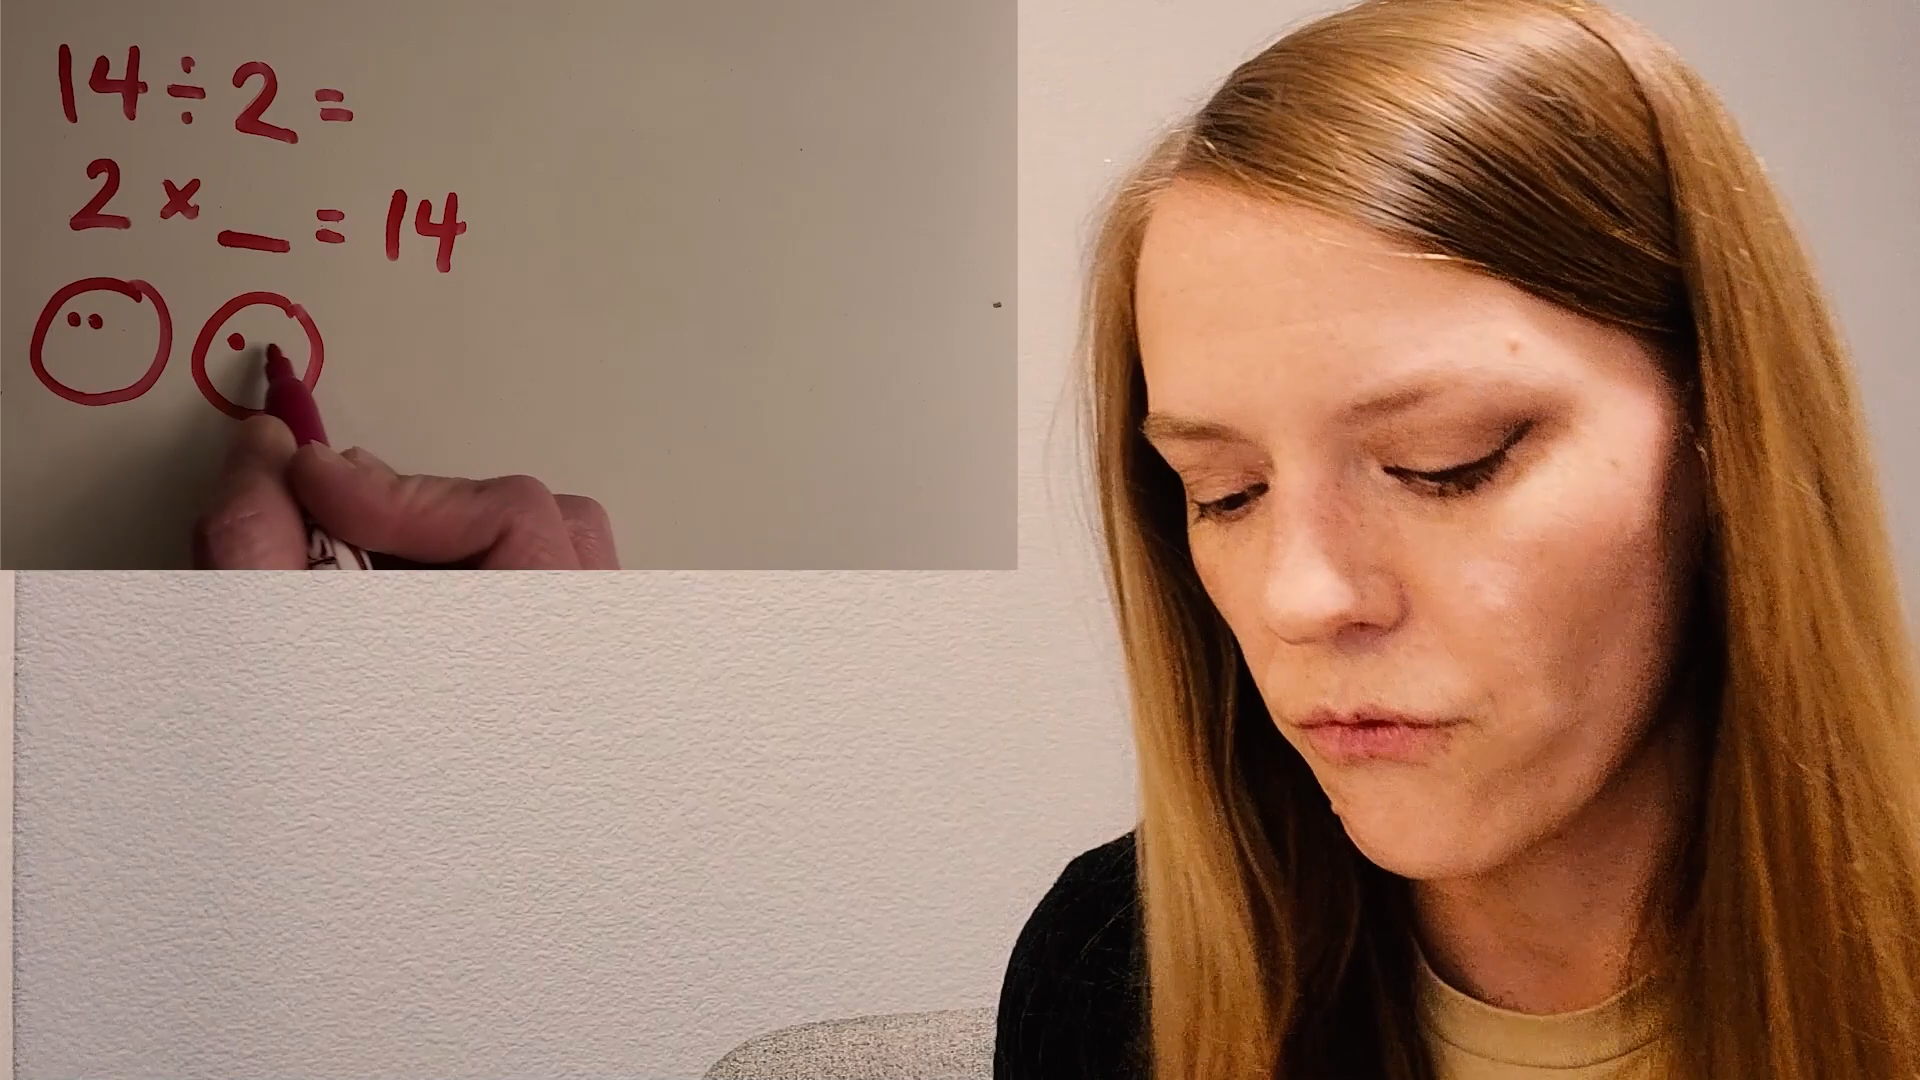 14 ÷ 2 =
2 × _ = 14